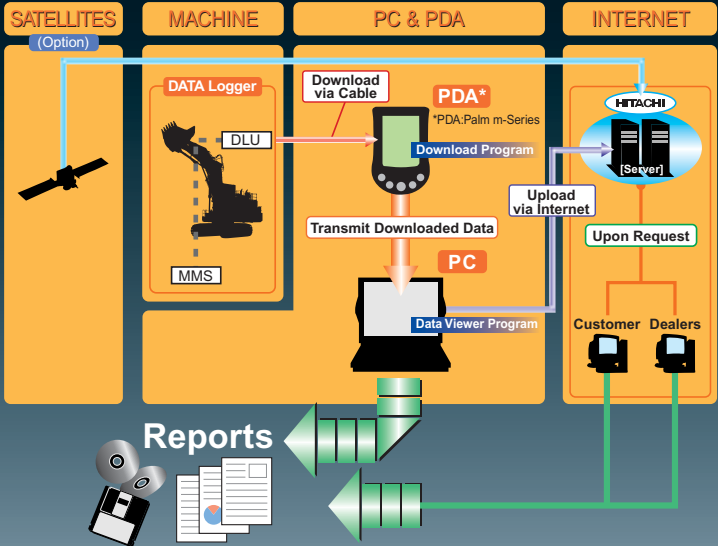 SATELLITES
(Option)
MACHINE
DATA Logger
DLU
MMS
PC & PDA
Download
via Cable
PDA*
*PDA:Palm m-Series
Download Program
Transmit Downloaded Data
PC
Data Viewer Program
Upload
via Internet
INTERNET
HITACHI
[Server]
Upon Request
Customer
Dealers
Reports